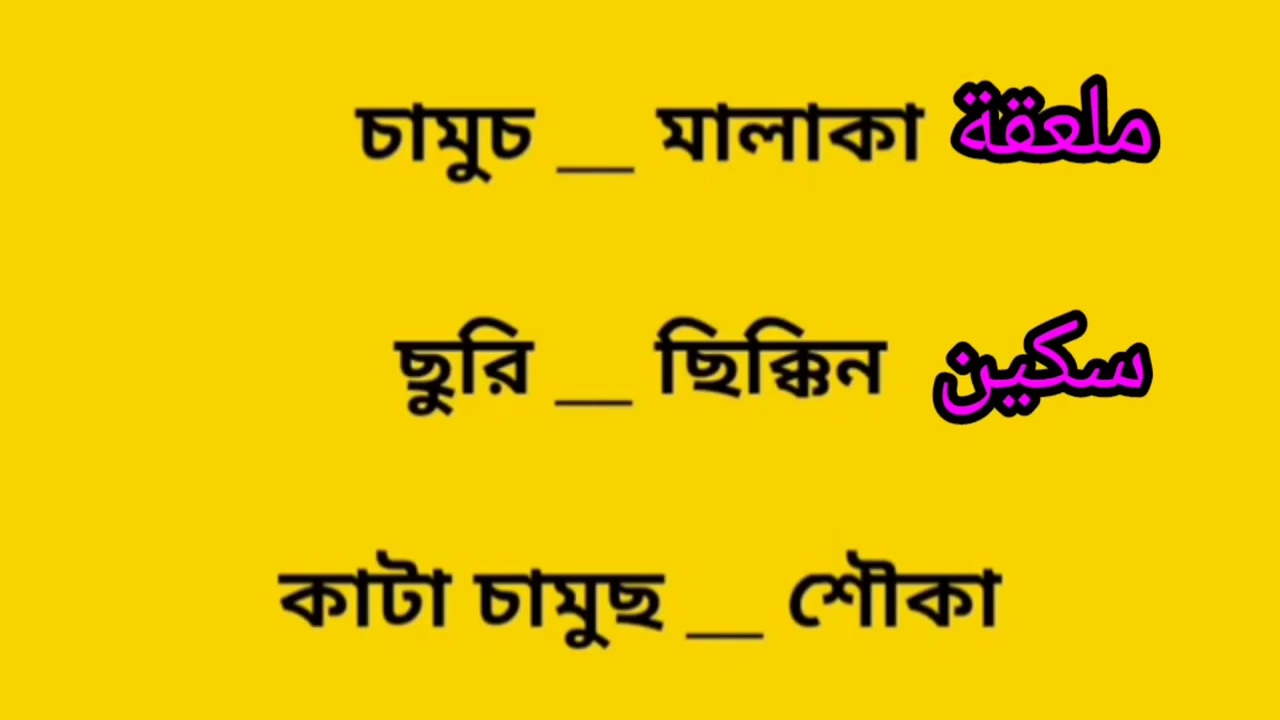 চামুচ __ মালাকা ملعقة
ছুরি __ ছিক্কিন سكين
কাটা চামুছ __ শৌকা